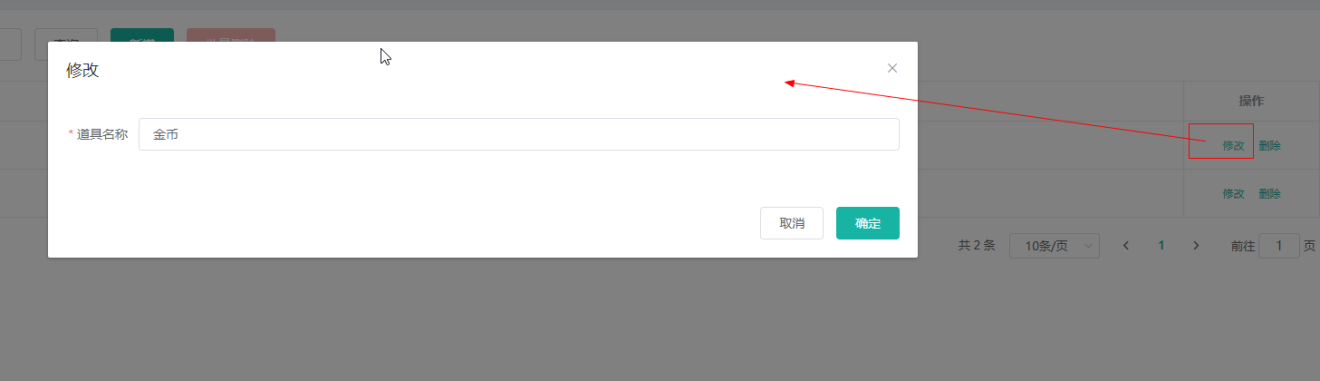 修改
操作
* 道具名称 金币
修改 删除
修改 删除
取消 确定
共 2 条 10条/页 1 前往 1 页